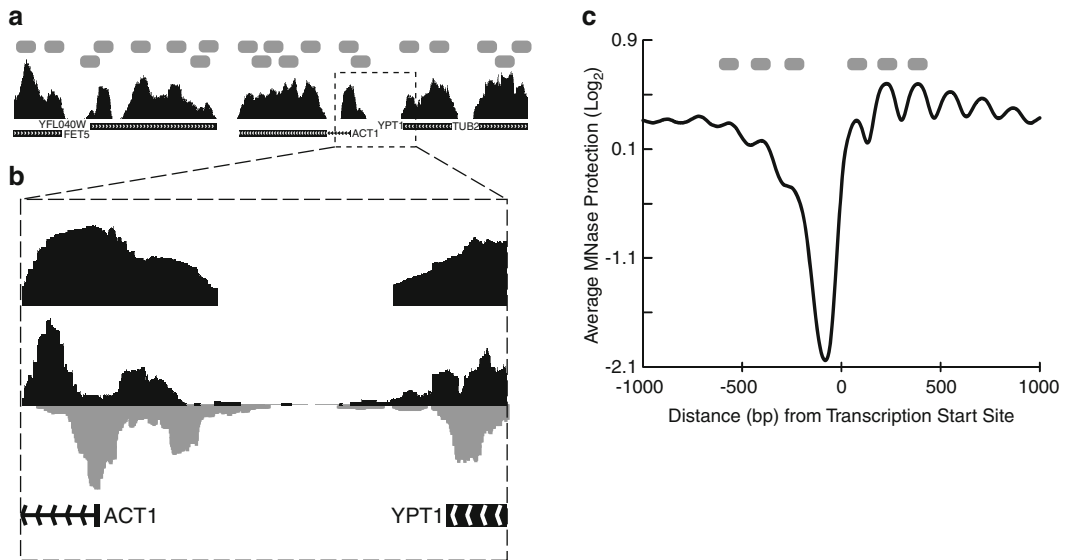 a
YFL040W
FET5
ACT1
YPT1
TUB2
b
ACT1
YPT1
c
Average MNase Protection (Log2)
0.9
0.1
-1.1
-2.1
-1000
-500
0
500
1000
Distance (bp) from Transcription Start Site